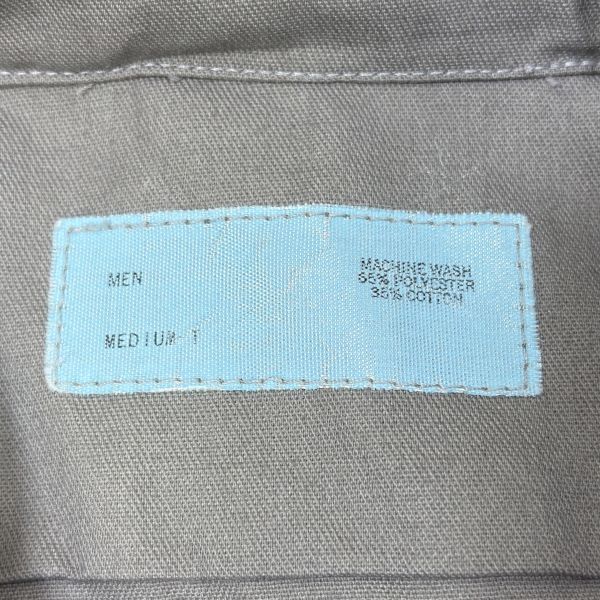 MEN
MEDIUM-T
MACHINE WASH
65% POLYESTER
35% COTTON